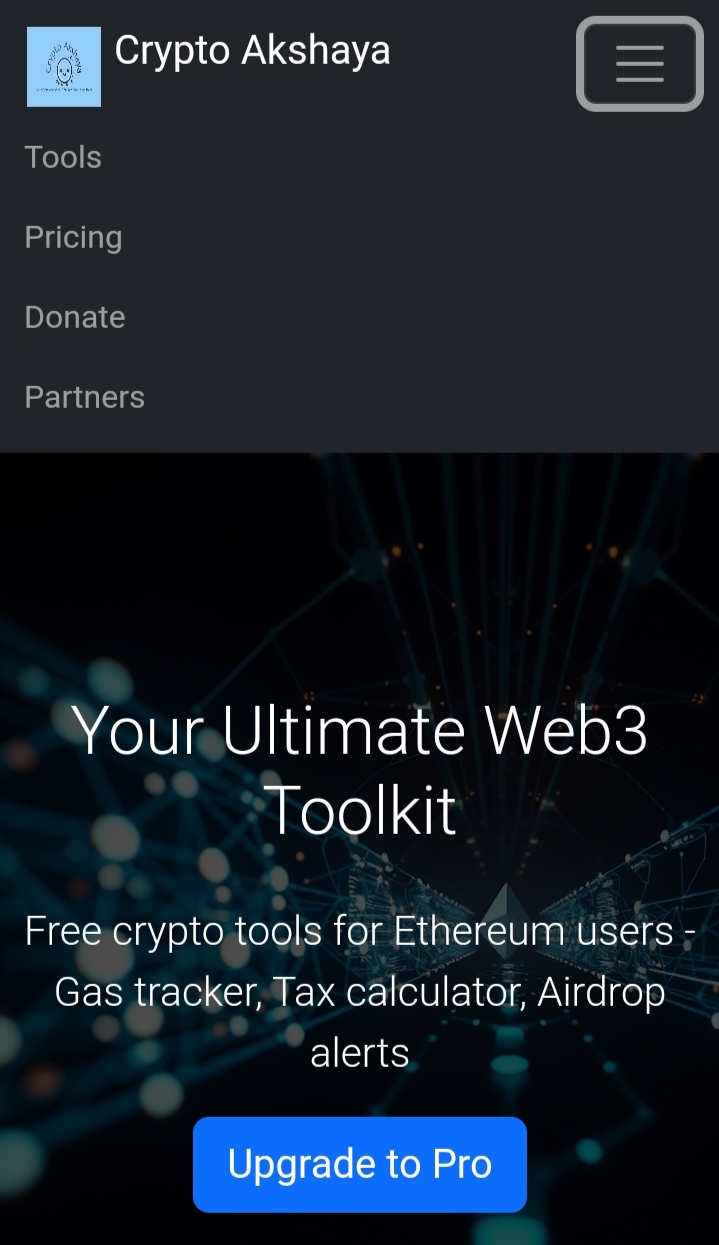 Crypto Akshaya
Tools
Pricing
Donate
Partners
Your Ultimate Web3
Toolkit
Free crypto tools for Ethereum users -
Gas tracker, Tax calculator, Airdrop
alerts
Upgrade to Pro